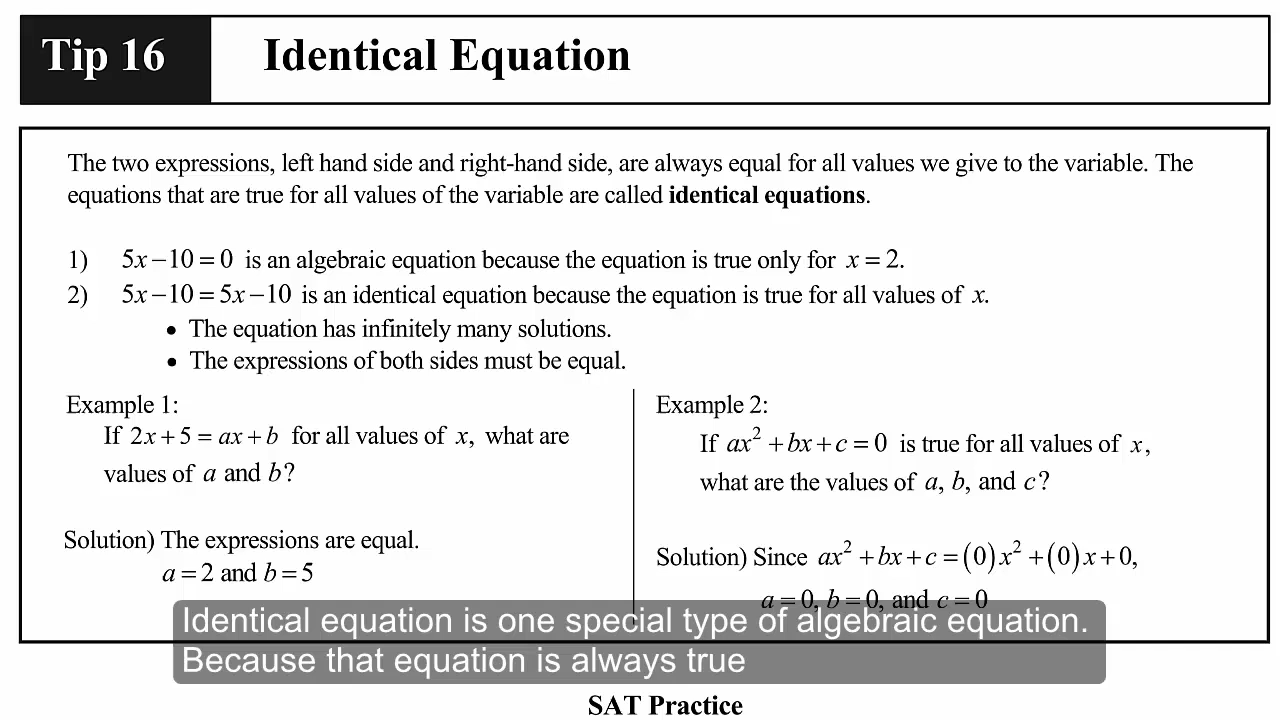 Tip 16
Identical Equation
The two expressions, left hand side and right-hand side, are always equal for all values we give to the variable. The
equations that are true for all values of the variable are called identical equations.
1) 5x − 10 = 0 is an algebraic equation because the equation is true only for x = 2.
2) 5x − 10 = 5x − 10 is an identical equation because the equation is true for all values of x.
• The equation has infinitely many solutions.
• The expressions of both sides must be equal.
Example 1:
If 2x + 5 = ax + b for all values of x, what are
values of a and b?
Solution) The expressions are equal.
a = 2 and b = 5
Example 2:
If ax² + bx + c = 0 is true for all values of x,
what are the values of a, b, and c?
Solution) Since ax² + bx + c = (0)x² + (0)x + 0,
a = 0, b = 0, and c = 0
Identical equation is one special type of algebraic equation.
Because that equation is always true
SAT Practice